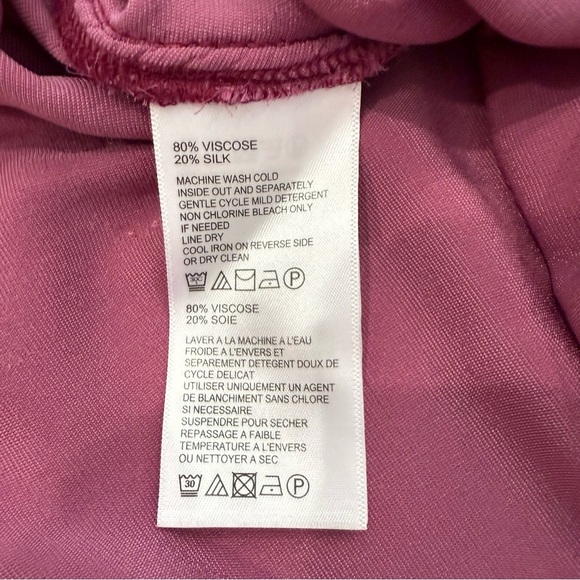 80% VISCOSE
20% SILK
MACHINE WASH COLD
INSIDE OUT AND SEPARATELY
GENTLE CYCLE MILD DETERGENT
NON CHLORINE BLEACH ONLY
IF NEEDED
LINE DRY
COOL IRON ON REVERSE SIDE
OR DRY CLEAN
P
80% VISCOSE
20% SOIE
LAVER A LA MACHINE A L'EAU
FROIDE A L'ENVERS ET
SEPAREMENT DETEGENT DOUX DE
CYCLE DELICAT
UTILISER UNIQUEMENT UN AGENT
DE BLANCHIMENT SANS CHLORE
SI NECESSAIRE
SUSPENDRE POUR SECHER
REPASSAGE A FAIBLE
TEMPERATURE A L'ENVERS
OU NETTOYER A SEC
30 P